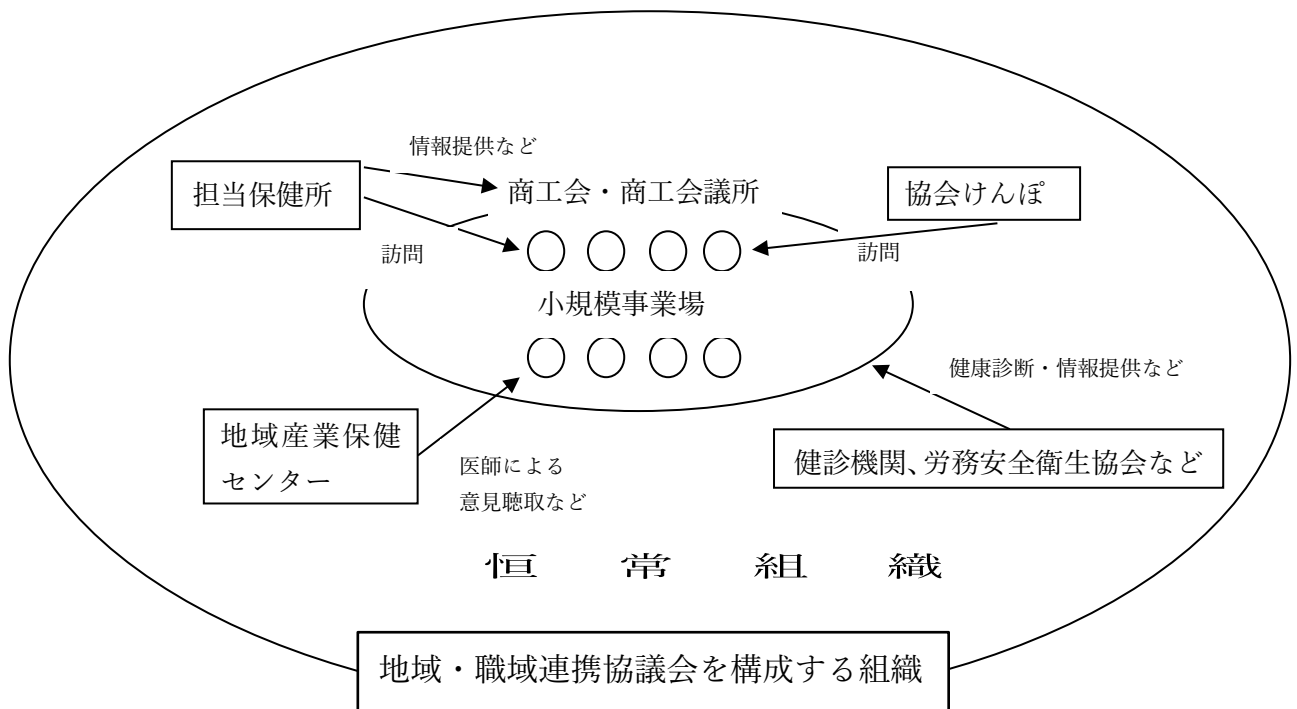 情報提供など
担当保健所
商工会・商工会議所
協会けんぽ
訪問
訪問
小規模事業場
健康診断・情報提供など
地域産業保健
センター
医師による
意見聴取など
健診機関、労務安全衛生協会など
恒常組織
地域・職域連携協議会を構成する組織